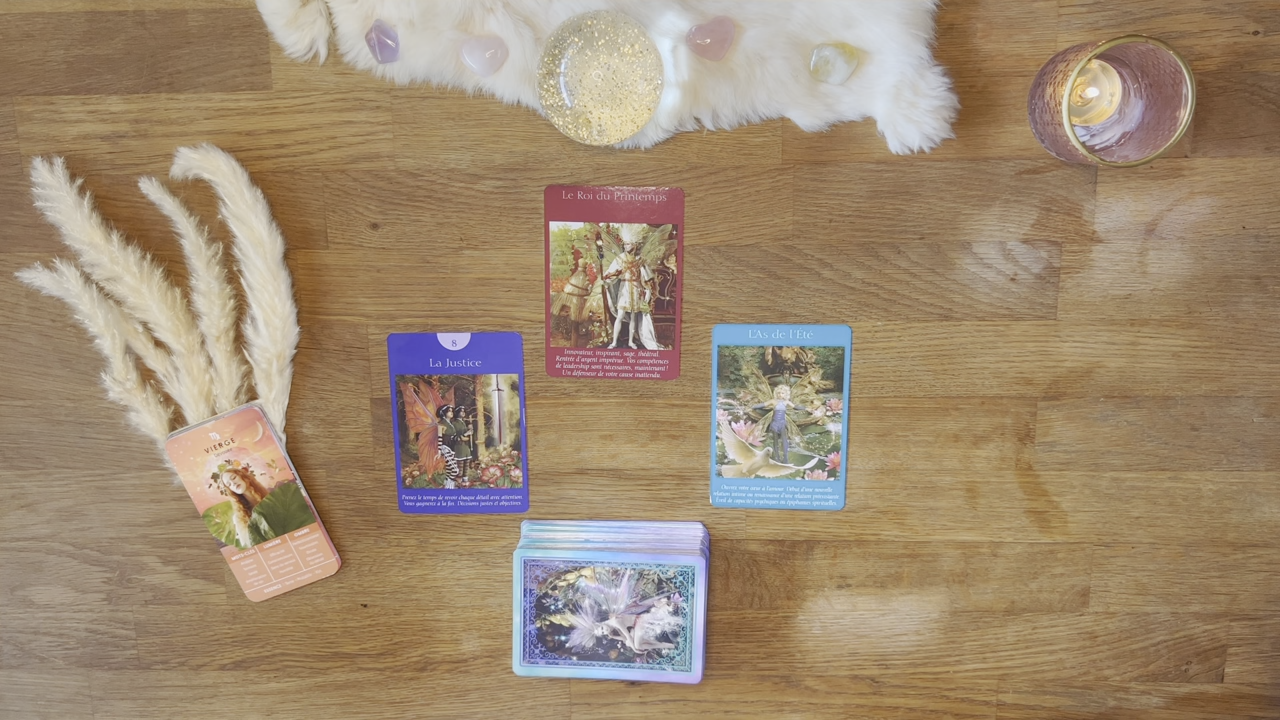 Le Roi du Printemps
Innovateur, inspirant, sage, théâtral
Rentrée d'argent imprévue. Vos compétences
de leadership sont nécessaires, maintenant !
Un défenseur de votre cause inattendu.
8
La Justice
Prenez le temps de revoir chaque détail avec attention.
Vous gagnerez à la fin. Décisions justes et objectives.
L'As de l'Été
Ouvrez votre cœur à l'amour. Début d'une nouvelle
relation intime ou renouveau d'une relation préexistante.
Éveil de capacités psychiques ou épiphanies spirituelles.
VIERGE